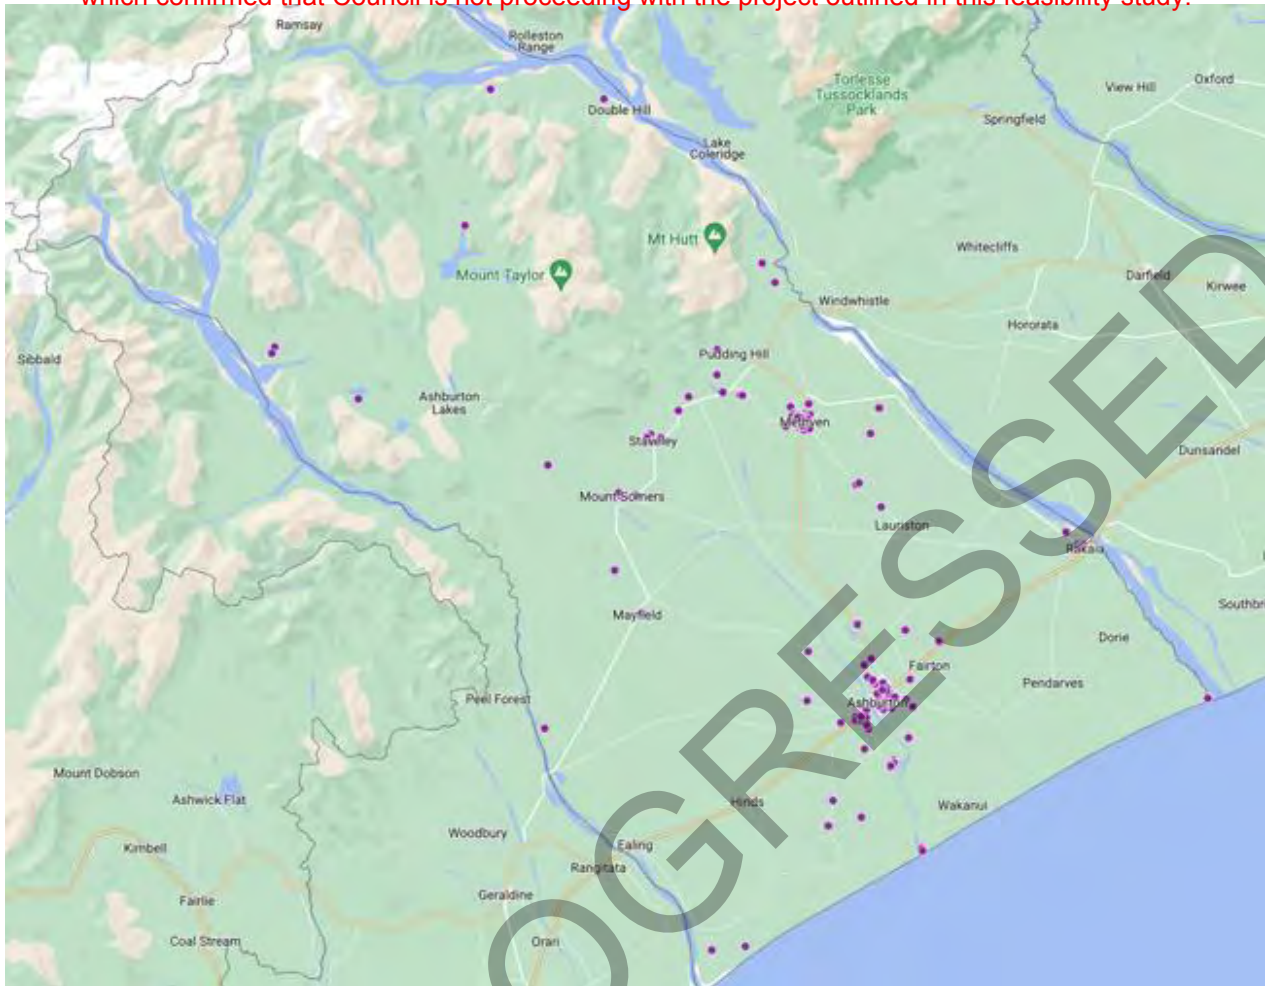 which confirmed that Council is not proceeding with the project outlined in this feasibility study.
Ramsay
Rolleston
Range
Torlesse
Tussocklands
Park
View Hill
Oxford
Double Hill
Springfield
Lake
Coleridge
Mt Hutt
Whitecliffs
Mount Taylor
Darfield
Kirwee
Windwhistle
Hororata
Sibbald
Pudding Hill
Ashburton
Lakes
Methven
Staveley
Dunsandel
Mount Somers
Lauriston
Rakaia
Mayfield
Southbr
Dorie
Fairton
Pendarves
Peel Forest
Ashburton
Mount Dobson
Ashwick Flat
Hinds
Wakanui
Woodbury
Kimbell
Ealing
Rangitata
Geraldine
Fairlie
Coal Stream
Orari
OGRESSED